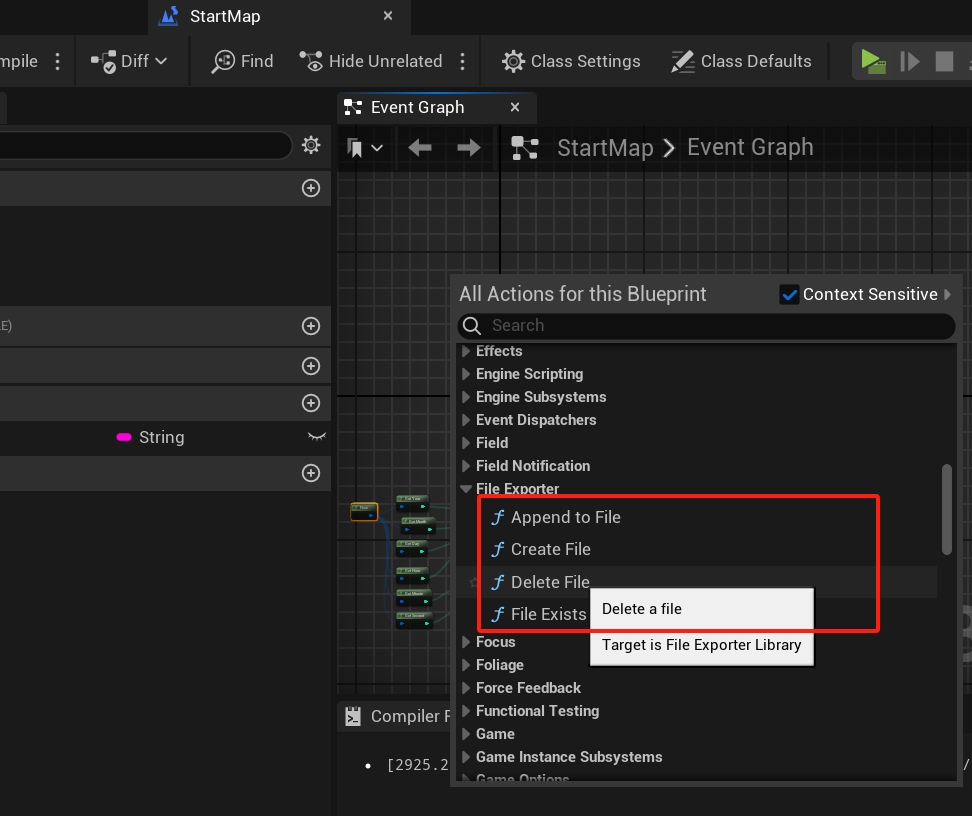 StartMap
mpile
Diff
Find
Hide Unrelated
Class Settings
Class Defaults
Event Graph
StartMap
Event Graph
All Actions for this Blueprint
Context Sensitive
Search
Effects
Engine Scripting
Engine Subsystems
Event Dispatchers
Field
Field Notification
File Exporter
Append to File
Create File
Delete File
File Exists
Delete a file
Target is File Exporter Library
Focus
Foliage
Force Feedback
Functional Testing
Game
Game Instance Subsystems
Game Options
E)
String
Compiler
[2925.2